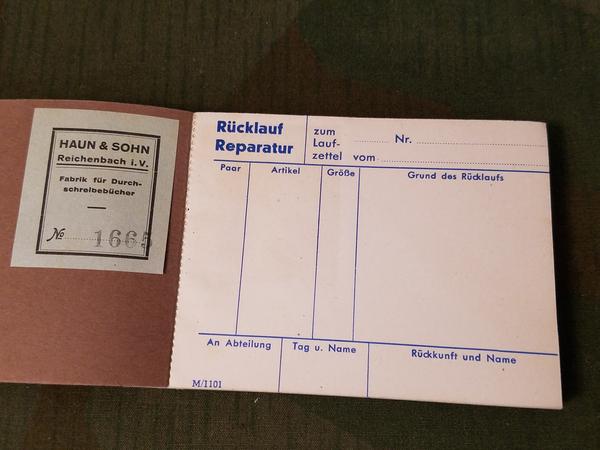 HAUN & SOHN
Reichenbach i.V.
Fabrik für Durch-
schreibebücher
№ 1665
Rücklauf
Reparatur
zum
Lauf- Nr.
zettel vom
Paar Artikel Größe Grund des Rücklaufs
An Abteilung Tag u. Name Rückkunft und Name
M/1101